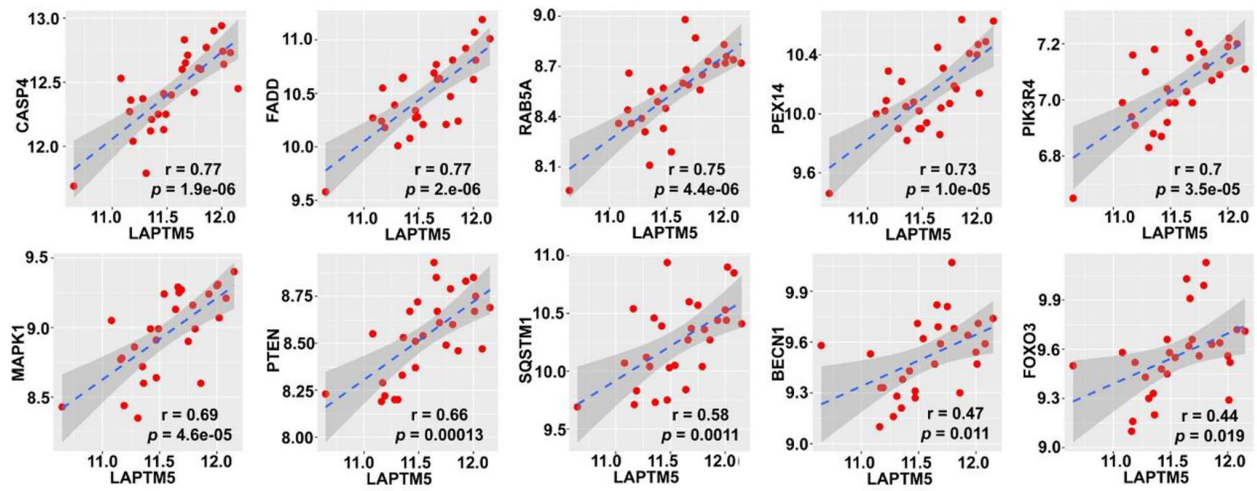 CASP4
13.0
12.5
12.0
r = 0.77
p = 1.9e-06
11.0 11.5 12.0
LAPTM5
FADD
11.0
10.5
10.0
9.5
r = 0.77
p = 2.e-06
11.0 11.5 12.0
LAPTM5
RAB5A
9.0
8.7
8.4
8.1
r = 0.75
p = 4.4e-06
11.0 11.5 12.0
LAPTM5
PEX14
10.4
10.0
9.6
r = 0.73
p = 1.0e-05
11.0 11.5 12.0
LAPTM5
PIK3R4
7.2
7.0
6.8
r = 0.7
p = 3.5e-05
11.0 11.5 12.0
LAPTM5
MAPK1
9.5
9.0
8.5
r = 0.69
p = 4.6e-05
11.0 11.5 12.0
LAPTM5
PTEN
8.75
8.50
8.25
8.00
r = 0.66
p = 0.00013
11.0 11.5 12.0
LAPTM5
SQSTM1
11.0
10.5
10.0
9.5
r = 0.58
p = 0.0011
11.0 11.5 12.0
LAPTM5
BECN1
9.9
9.6
9.3
9.0
r = 0.47
p = 0.011
11.0 11.5 12.0
LAPTM5
FOXO3
9.9
9.6
9.3
9.0
r = 0.44
p = 0.019
11.0 11.5 12.0
LAPTM5